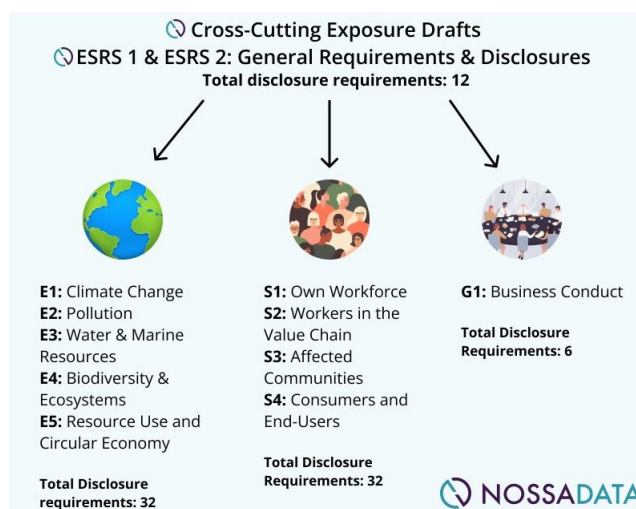 Cross-Cutting Exposure Drafts
ESRS 1 & ESRS 2: General Requirements & Disclosures
Total disclosure requirements: 12
E1: Climate Change
E2: Pollution
E3: Water & Marine
Resources
E4: Biodiversity &
Ecosystems
E5: Resource Use and
Circular Economy
Total Disclosure
requirements: 32
S1: Own Workforce
S2: Workers in the
Value Chain
S3: Affected
Communities
S4: Consumers and
End-Users
Total Disclosure
Requirements: 32
G1: Business Conduct
Total Disclosure
Requirements: 6
NOSSADATA